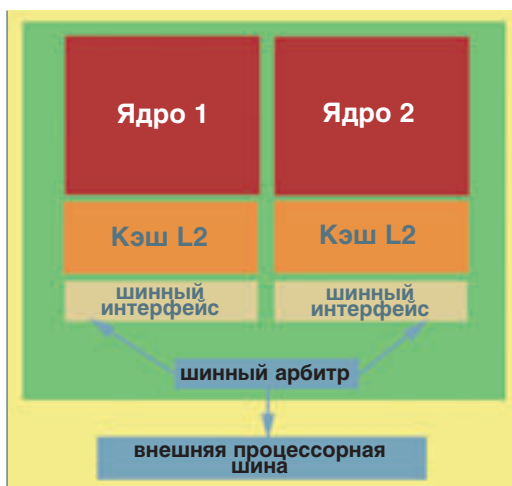 Ядро 1
Ядро 2
Кэш L2
Кэш L2
шинный
интерфейс
шинный
интерфейс
шинный арбитр
внешняя процессорная
шина